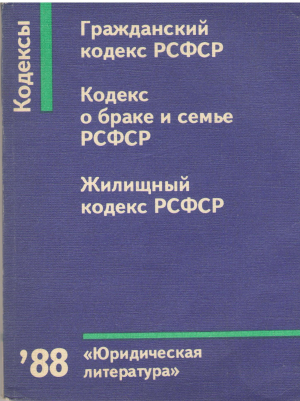 Кодексы
Гражданский
кодекс РСФСР
Кодекс
о браке и семье
РСФСР
Жилищный
кодекс РСФСР
'88
«Юридическая
литература»